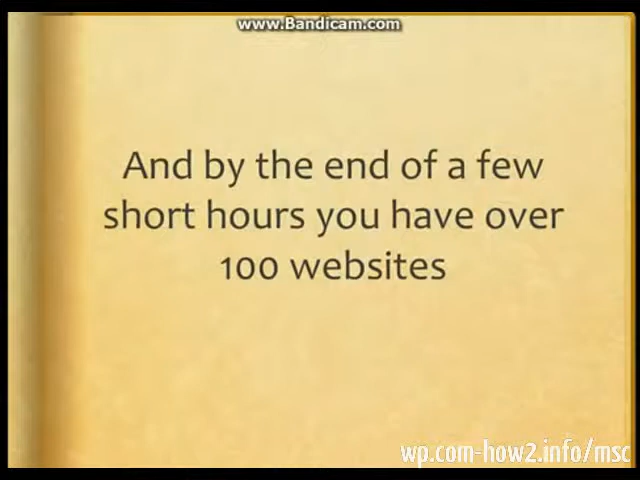 www.Bandicam.com
And by the end of a few
short hours you have over
100 websites
wp.com-how2.info/msc